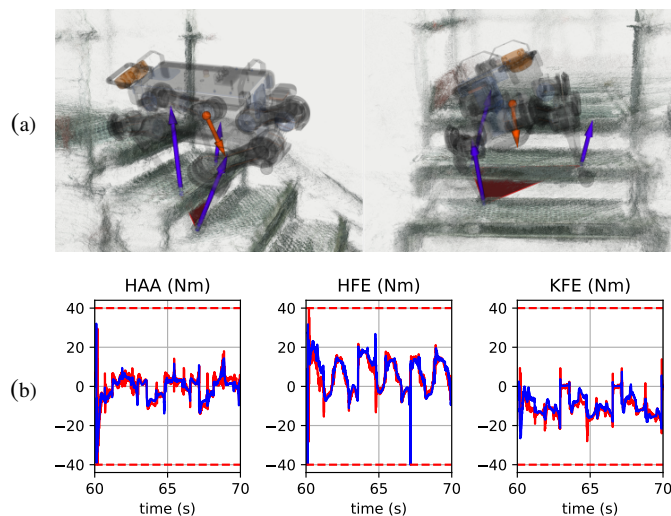 (a)
(b)
HAA (Nm) HFE (Nm) KFE (Nm)
40 40 40
20 20 20
0 0 0
−20 −20 −20
−40 −40 −40
60 65 70 60 65 70 60 65 70
time (s) time (s) time (s)